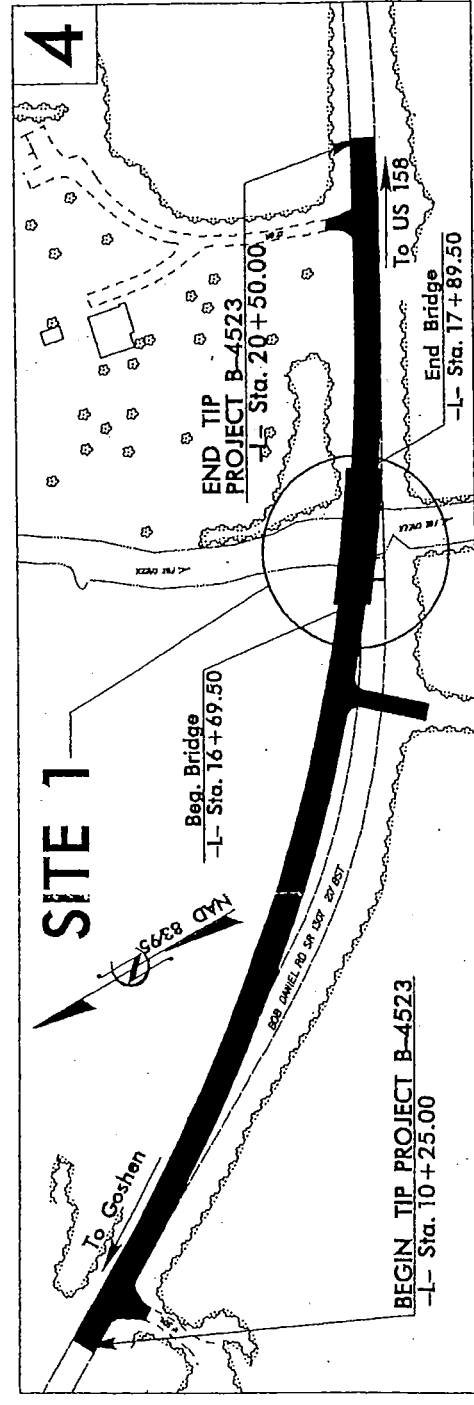 4
SITE 1
END TIP
PROJECT B-4523
-L- Sta. 20+50.00
To US 158
End Bridge
-L- Sta. 17+89.50
Beg. Bridge
-L- Sta. 16+69.50
NAD 83/95
BOB DANIEL RD SR 1307 20' BST
To Goshen
BEGIN TIP PROJECT B-4523
-L- Sta. 10+25.00